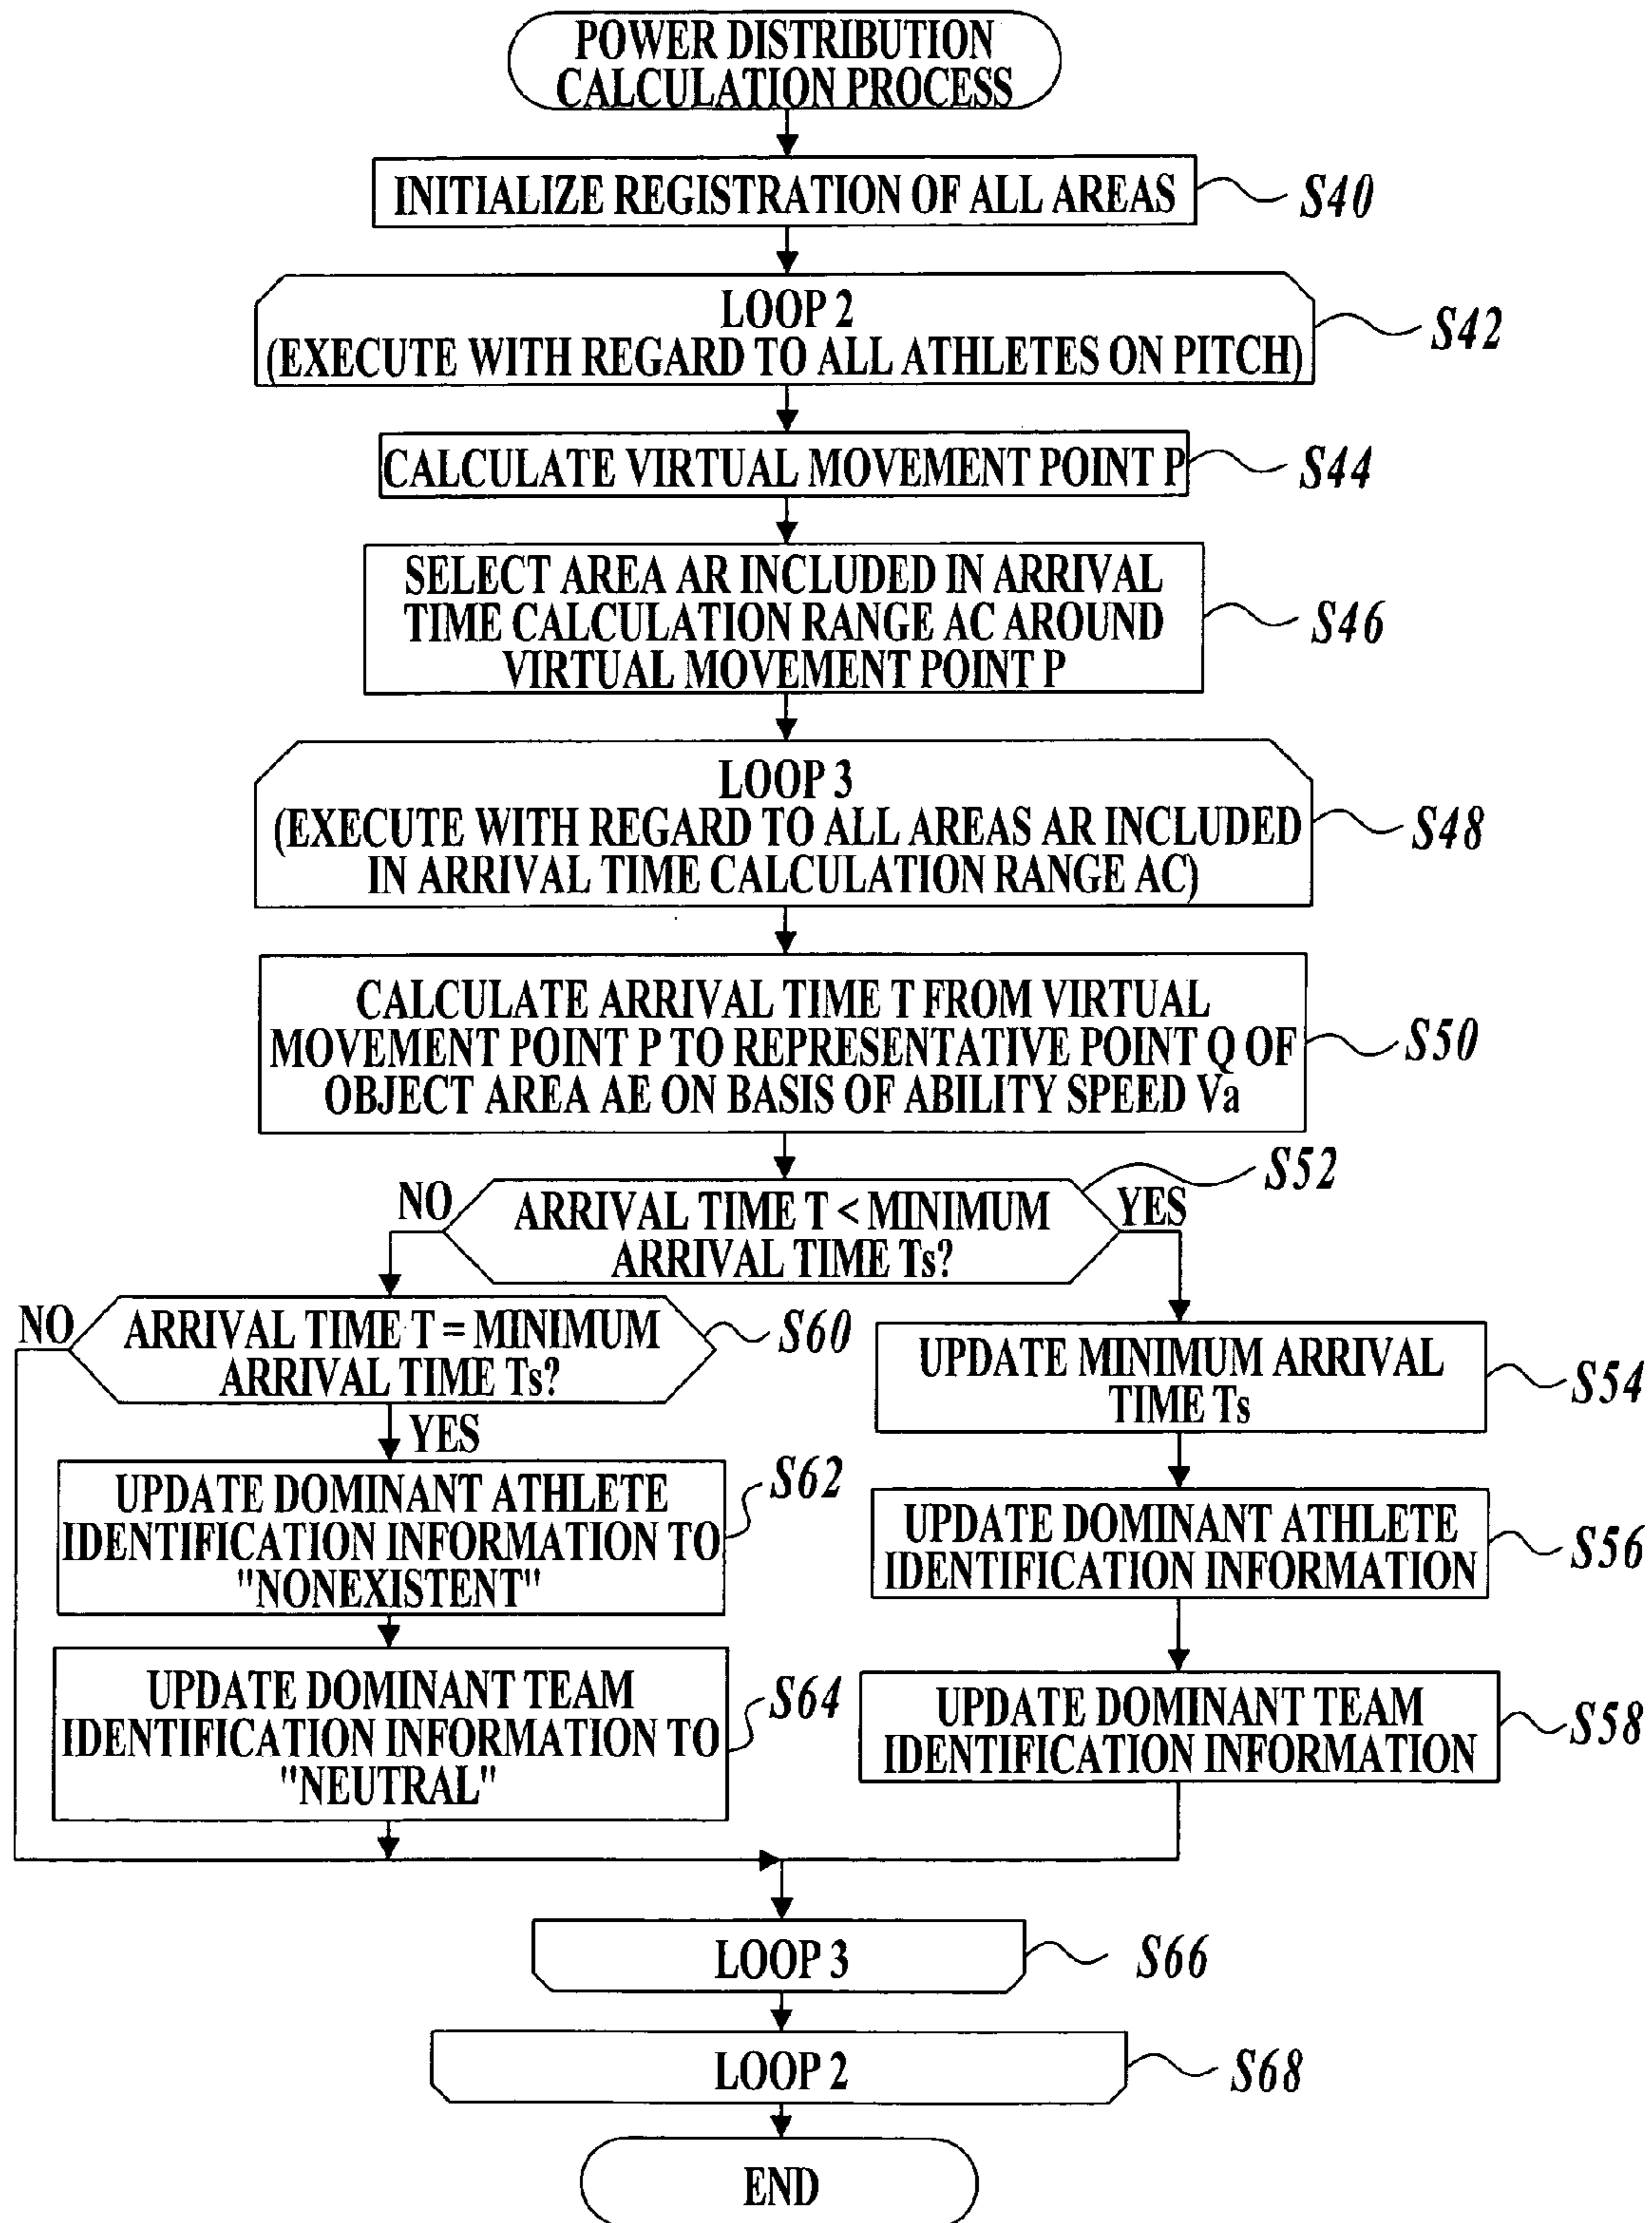 POWER DISTRIBUTION
CALCULATION PROCESS
INITIALIZE REGISTRATION OF ALL AREAS
S40
LOOP 2
(EXECUTE WITH REGARD TO ALL ATHLETES ON PITCH)
S42
CALCULATE VIRTUAL MOVEMENT POINT P
S44
SELECT AREA AR INCLUDED IN ARRIVAL
TIME CALCULATION RANGE AC AROUND
VIRTUAL MOVEMENT POINT P
S46
LOOP 3
(EXECUTE WITH REGARD TO ALL AREAS AR INCLUDED
IN ARRIVAL TIME CALCULATION RANGE AC)
S48
CALCULATE ARRIVAL TIME T FROM VIRTUAL
MOVEMENT POINT P TO REPRESENTATIVE POINT Q OF
OBJECT AREA AE ON BASIS OF ABILITY SPEED Va
S50
S52
NO
ARRIVAL TIME T < MINIMUM
ARRIVAL TIME Ts?
YES
NO
ARRIVAL TIME T = MINIMUM
ARRIVAL TIME Ts?
S60
YES
UPDATE MINIMUM ARRIVAL
TIME Ts
S54
UPDATE DOMINANT ATHLETE
IDENTIFICATION INFORMATION TO
"NONEXISTENT"
S62
UPDATE DOMINANT ATHLETE
IDENTIFICATION INFORMATION
S56
UPDATE DOMINANT TEAM
IDENTIFICATION INFORMATION TO
"NEUTRAL"
S64
UPDATE DOMINANT TEAM
IDENTIFICATION INFORMATION
S58
LOOP 3
S66
LOOP 2
S68
END